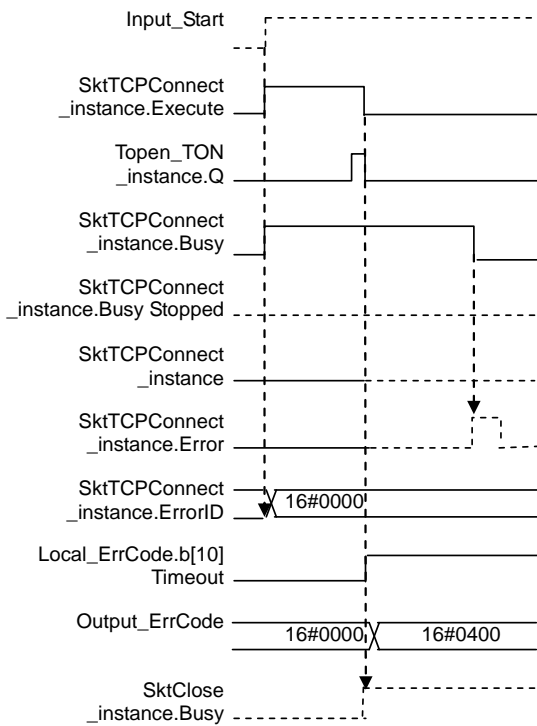 Input_Start
SktTCPConnect
_instance.Execute
Topen_TON
_instance.Q
SktTCPConnect
_instance.Busy
SktTCPConnect
_instance.Busy Stopped
SktTCPConnect
_instance
SktTCPConnect
_instance.Error
SktTCPConnect
_instance.ErrorID
16#0000
Local_ErrCode.b[10]
Timeout
Output_ErrCode
16#0000
16#0400
SktClose
_instance.Busy